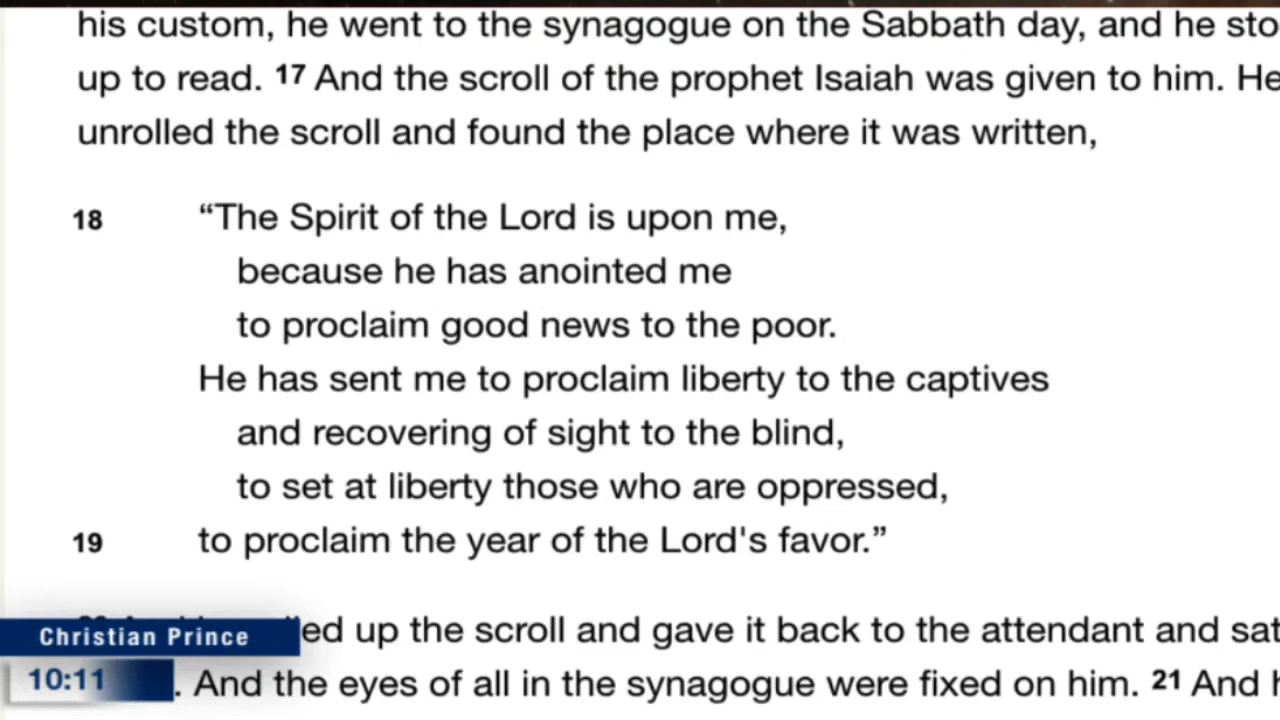 his custom, he went to the synagogue on the Sabbath day, and he sto
up to read. 17 And the scroll of the prophet Isaiah was given to him. He
unrolled the scroll and found the place where it was written,
18 “The Spirit of the Lord is upon me,
because he has anointed me
to proclaim good news to the poor.
He has sent me to proclaim liberty to the captives
and recovering of sight to the blind,
to set at liberty those who are oppressed,
19 to proclaim the year of the Lord's favor.”
ed up the scroll and gave it back to the attendant and sat
Christian Prince
. And the eyes of all in the synagogue were fixed on him. 21 And h
10:11